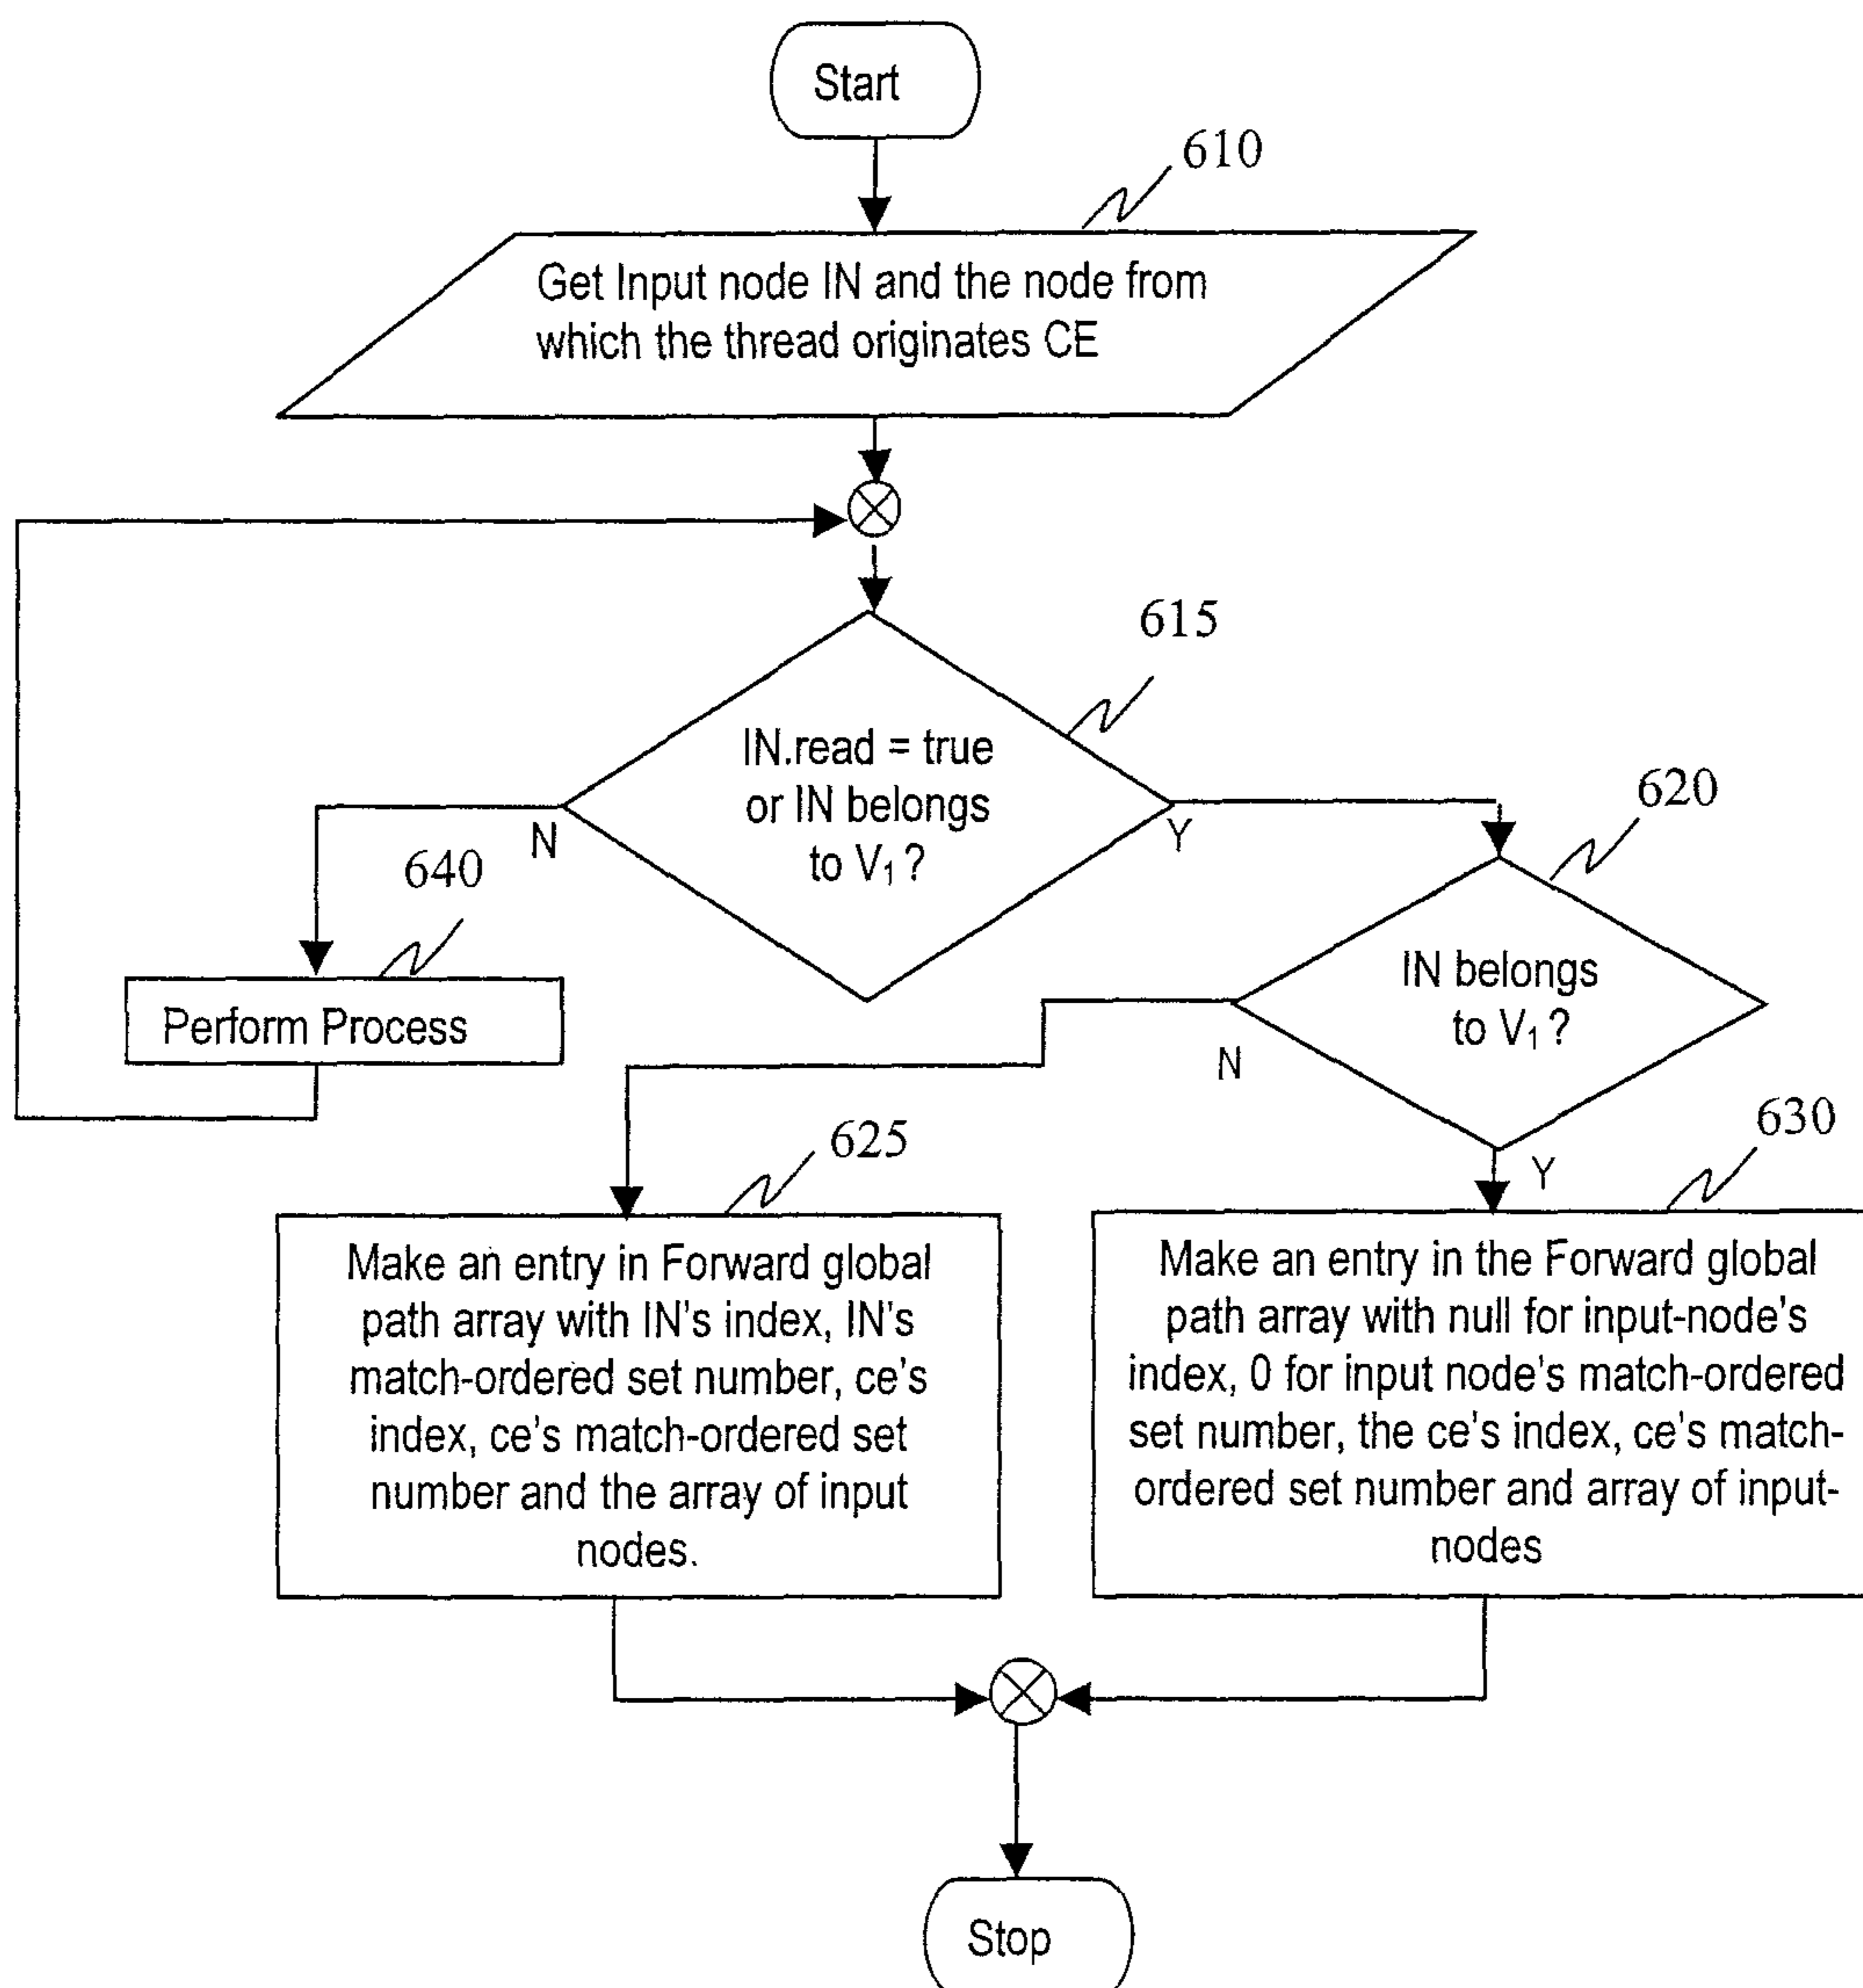 Start
610
Get Input node IN and the node from
which the thread originates CE
615
IN.read = true
or IN belongs
to V₁ ?
N
Y
620
640
IN belongs
to V₁ ?
Perform Process
N
Y
625
630
Make an entry in Forward global
path array with IN's index, IN's
match-ordered set number, ce's
index, ce's match-ordered set
number and the array of input
nodes.
Make an entry in the Forward global
path array with null for input-node's
index, 0 for input node's match-ordered
set number, the ce's index, ce's match-
ordered set number and array of input-
nodes
Stop